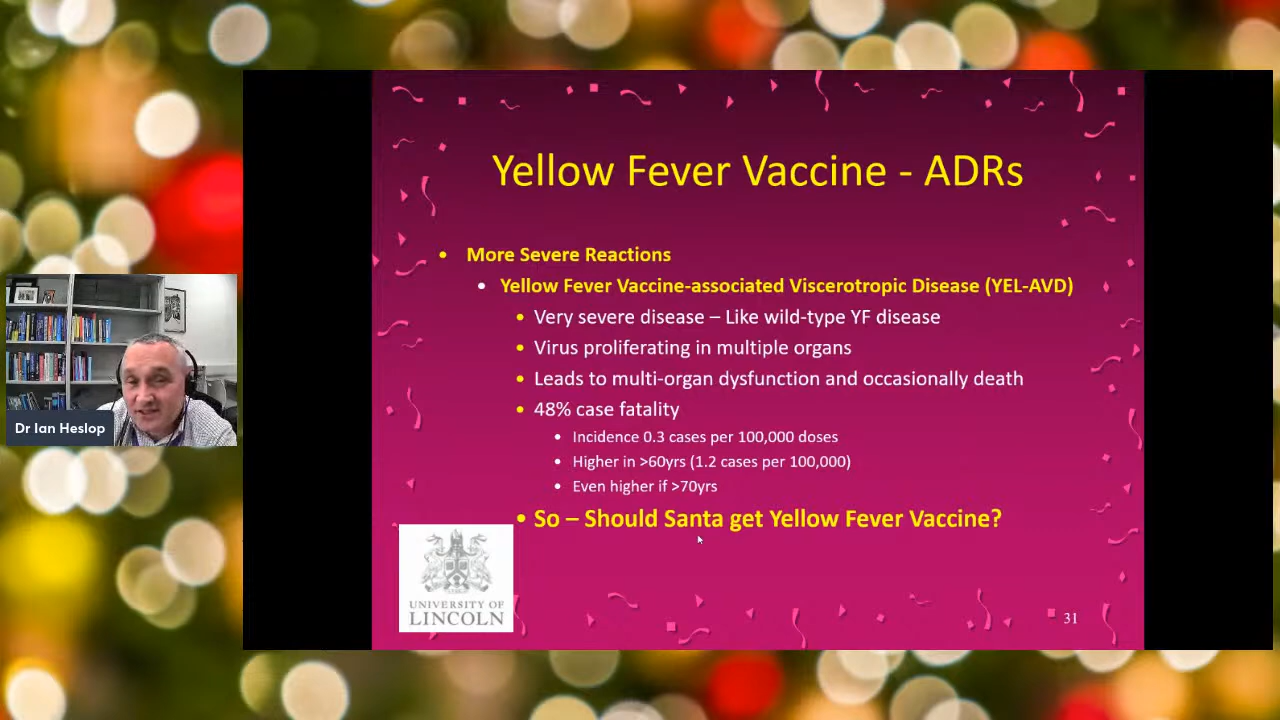 Yellow Fever Vaccine - ADRs
• More Severe Reactions
• Yellow Fever Vaccine-associated Viscerotropic Disease (YEL-AVD)
• Very severe disease – Like wild-type YF disease
• Virus proliferating in multiple organs
• Leads to multi-organ dysfunction and occasionally death
• 48% case fatality
• Incidence 0.3 cases per 100,000 doses
• Higher in >60yrs (1.2 cases per 100,000)
• Even higher if >70yrs
• So – Should Santa get Yellow Fever Vaccine?
UNIVERSITY OF
LINCOLN
31
Dr Ian Heslop